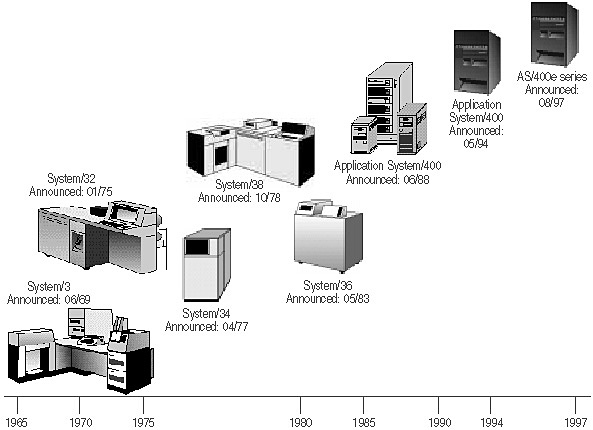 AS/400e series
Announced:
08/97
Application
System/400
Announced:
05/94
Application System/400
Announced: 06/88
System/38
Announced: 10/78
System/32
Announced: 01/75
System/36
Announced: 05/83
System/34
Announced: 04/77
System/3
Announced: 06/69
1965 1970 1975 1980 1985 1990 1994 1997